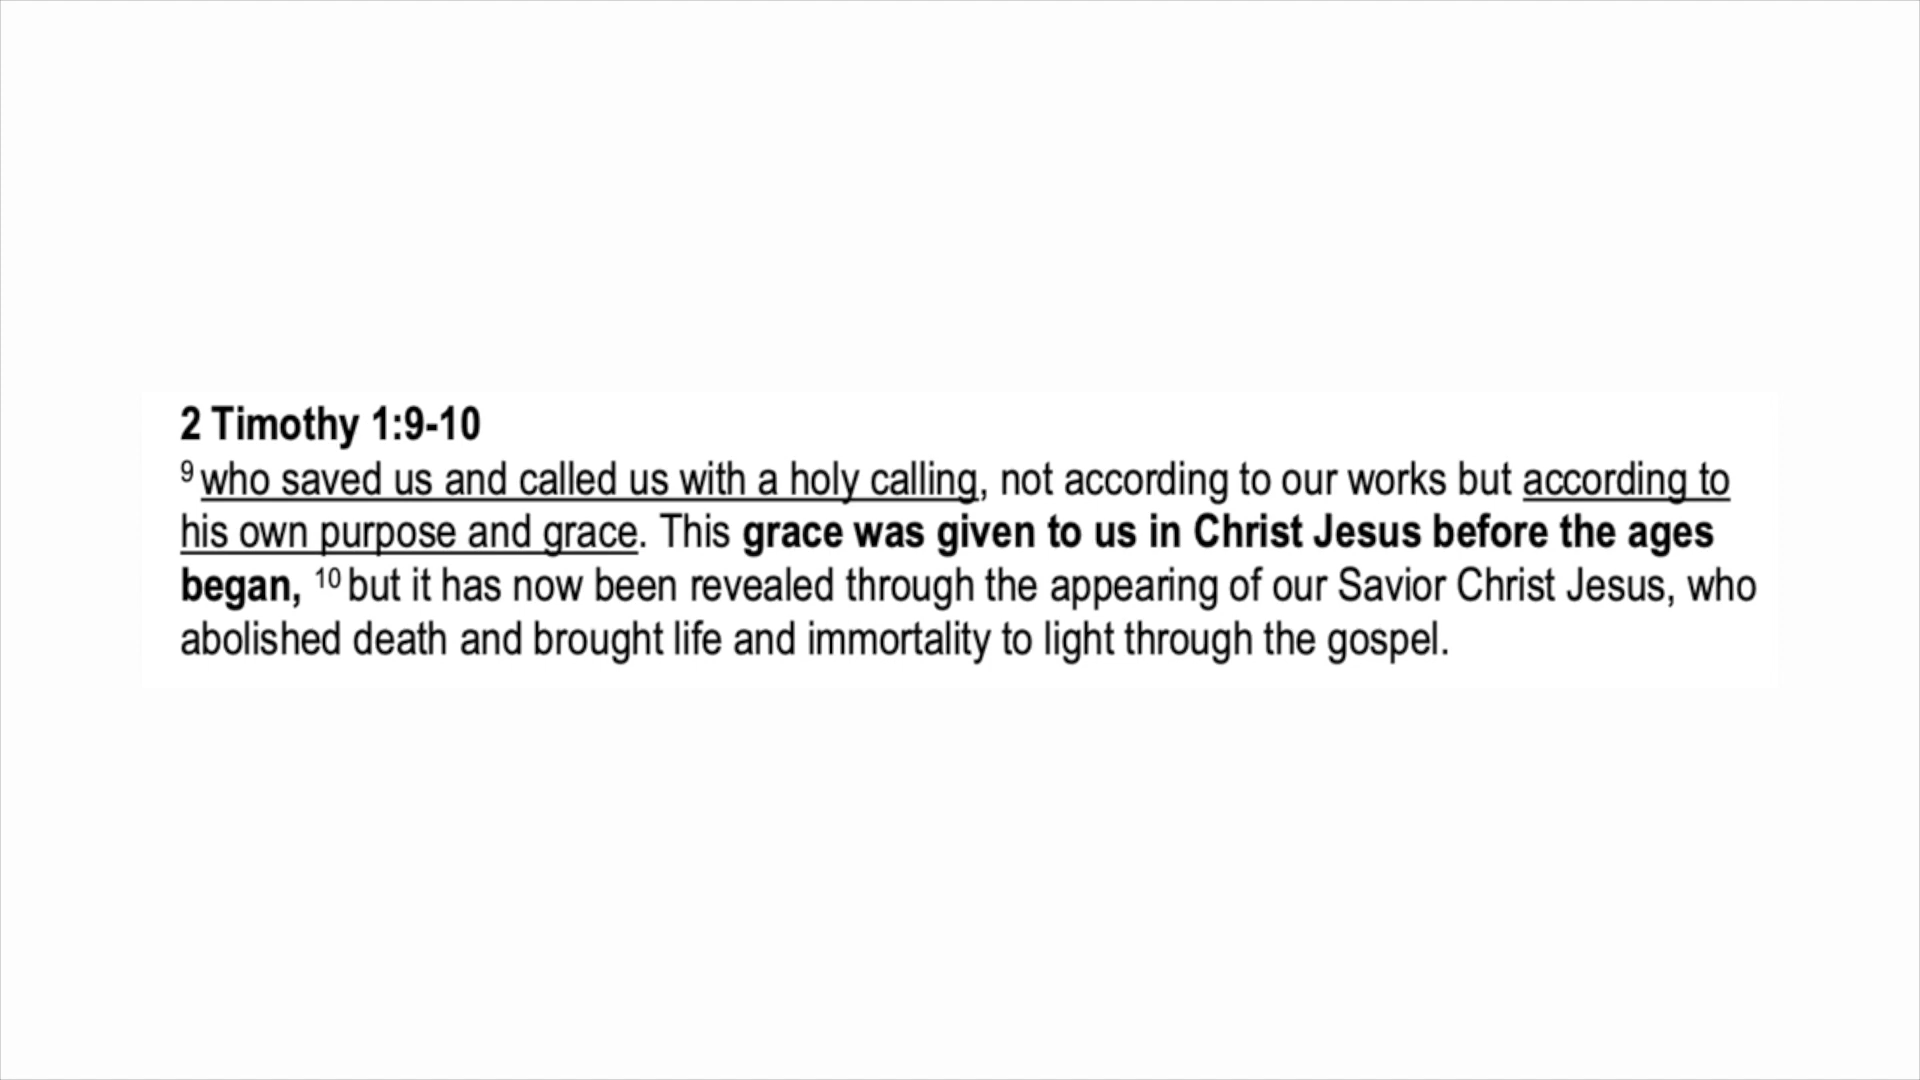 2 Timothy 1:9-10
9 who saved us and called us with a holy calling, not according to our works but according to
his own purpose and grace. This grace was given to us in Christ Jesus before the ages
began, 10 but it has now been revealed through the appearing of our Savior Christ Jesus, who
abolished death and brought life and immortality to light through the gospel.